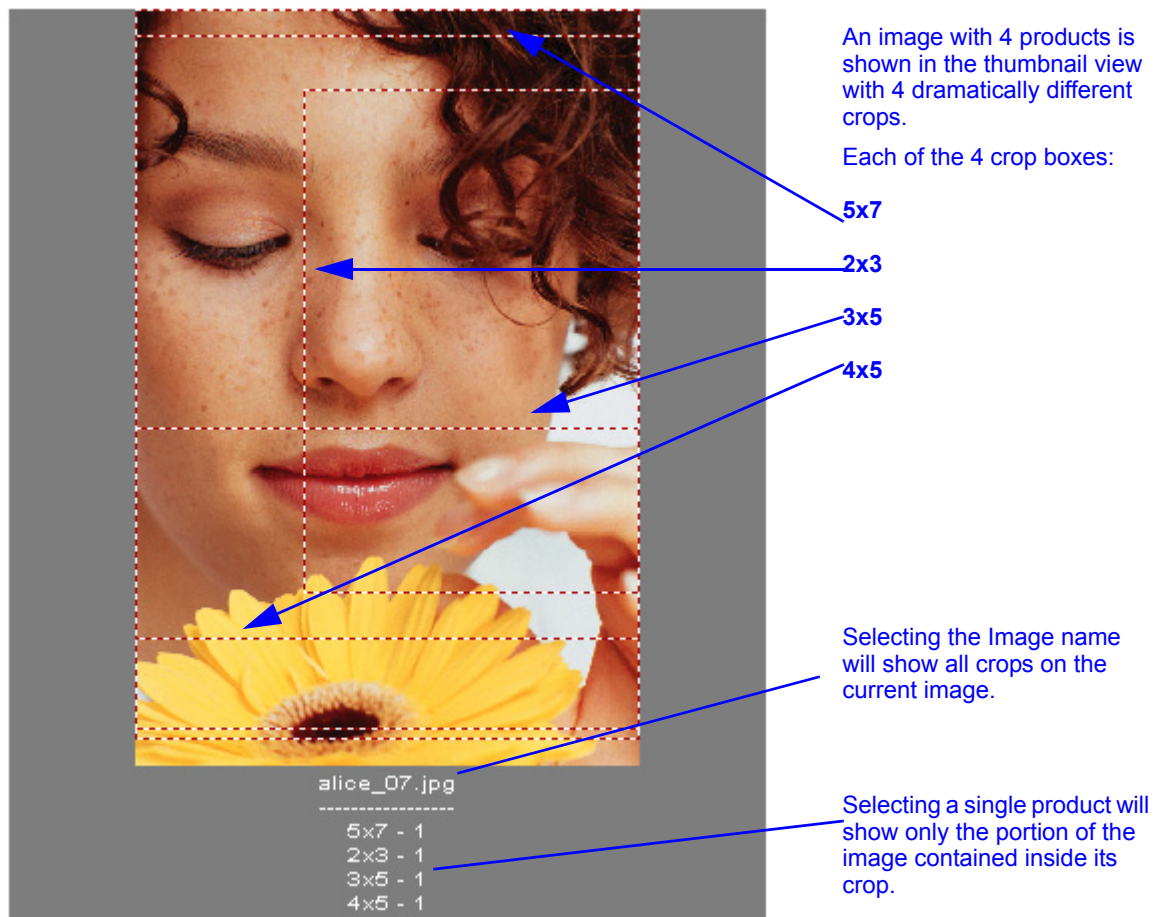 An image with 4 products is
shown in the thumbnail view
with 4 dramatically different
crops.
Each of the 4 crop boxes:
5x7
2x3
3x5
4x5
Selecting the Image name
will show all crops on the
current image.
alice_07.jpg
-----------------
5x7 - 1
2x3 - 1
3x5 - 1
4x5 - 1
Selecting a single product will
show only the portion of the
image contained inside its
crop.